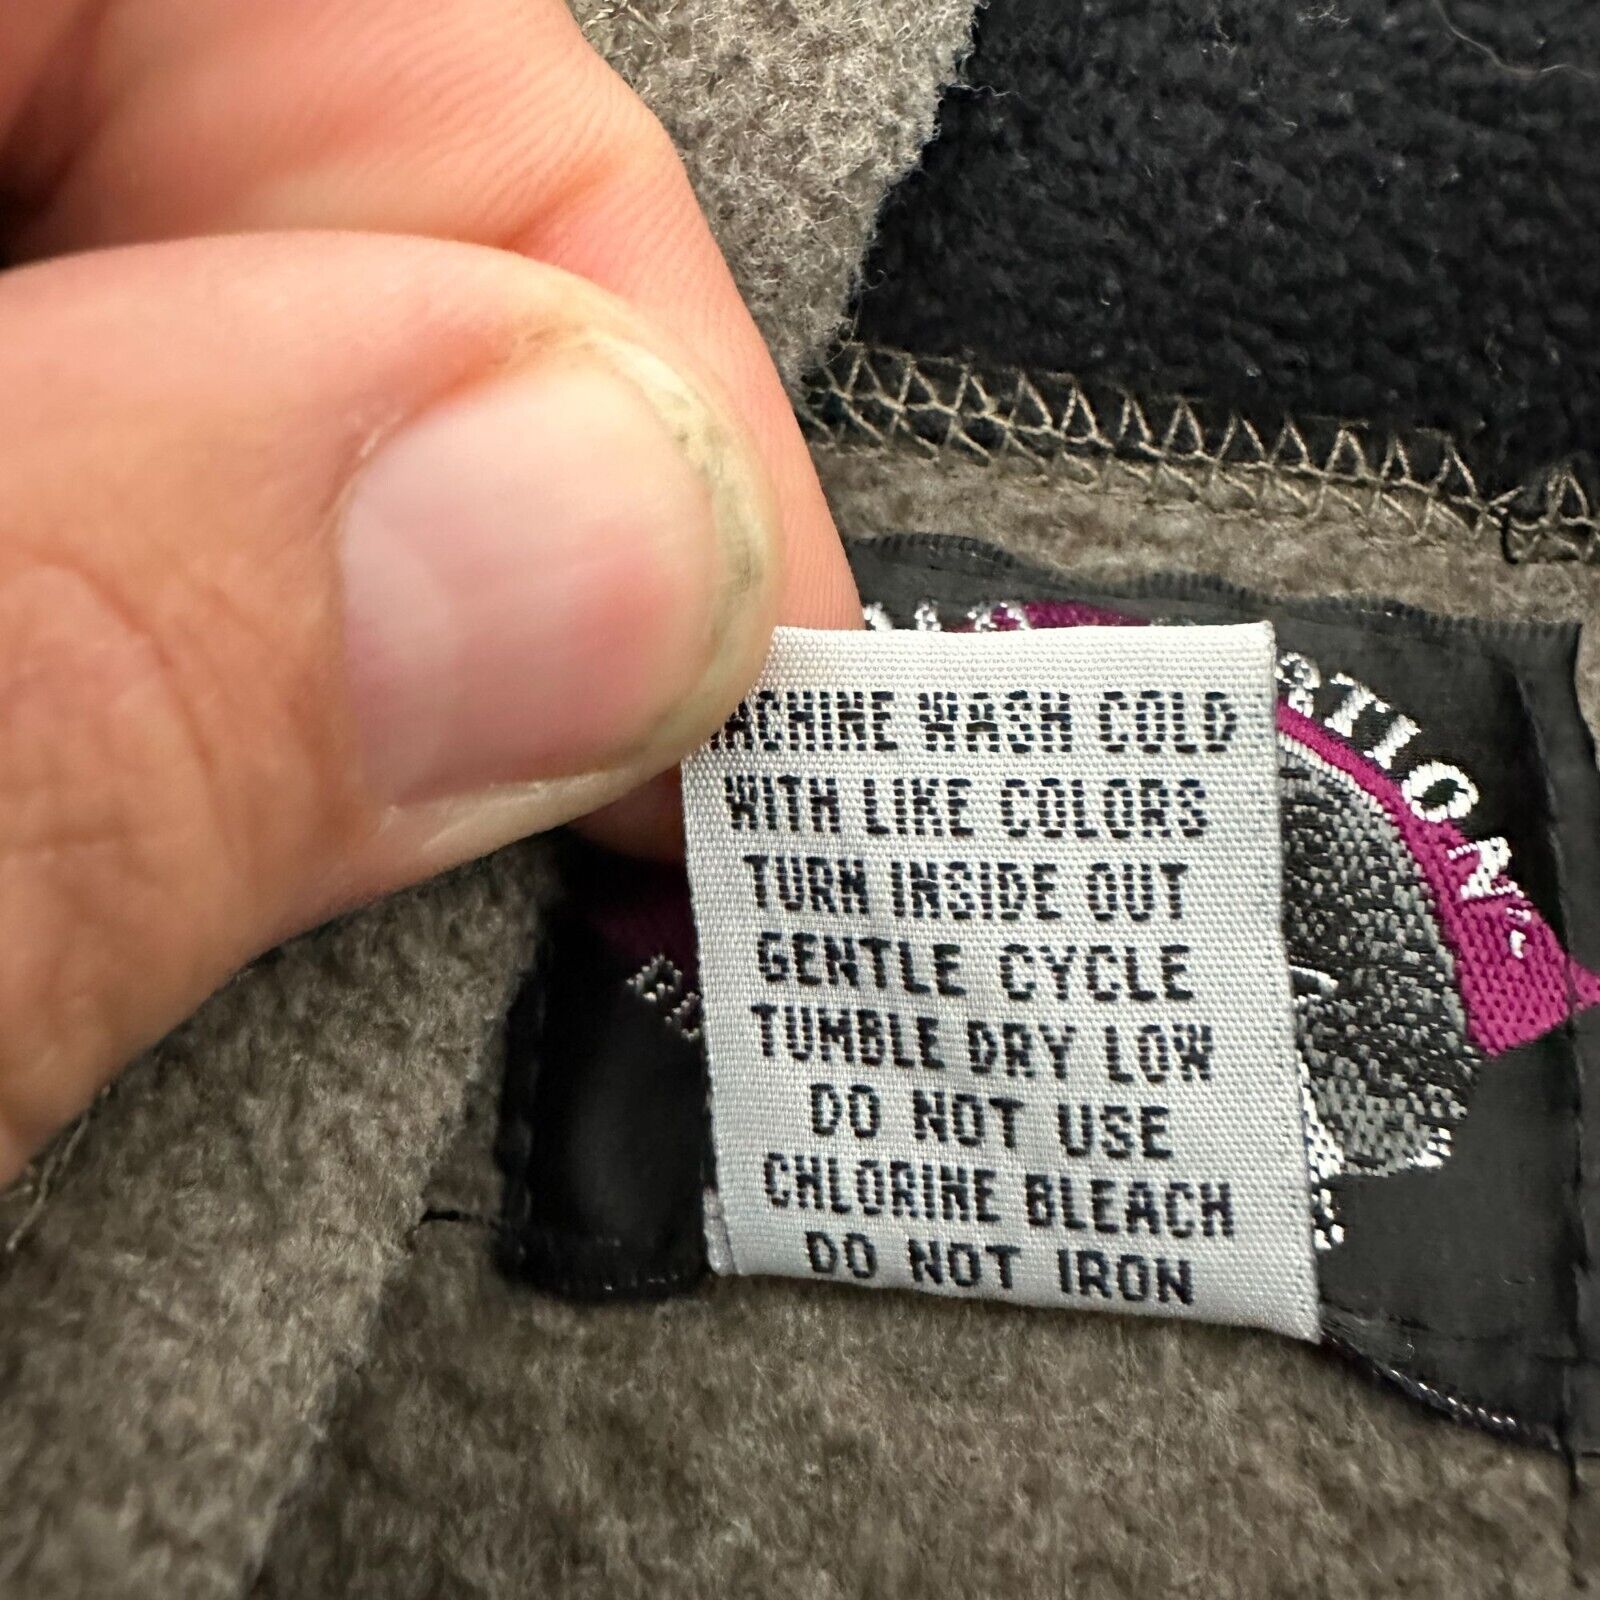 MACHINE WASH COLD
WITH LIKE COLORS
TURN INSIDE OUT
GENTLE CYCLE
TUMBLE DRY LOW
DO NOT USE
CHLORINE BLEACH
DO NOT IRON